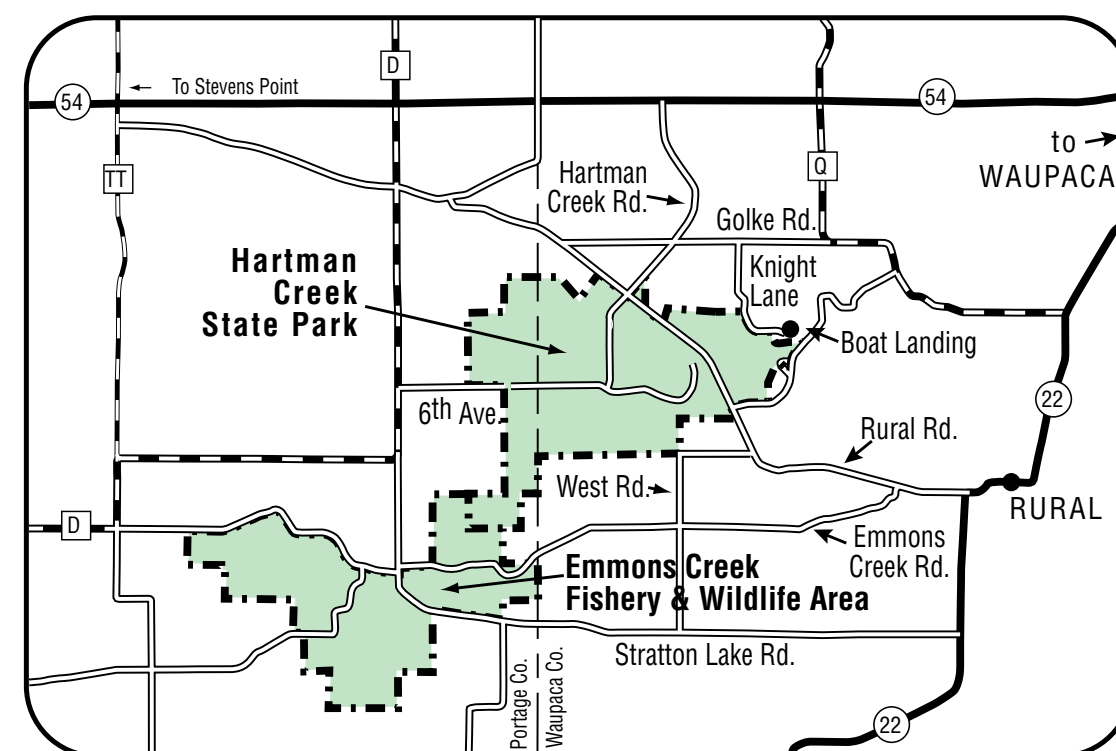 D
To Stevens Point
54
54
to
WAUPACA
TT
Q
Hartman
Creek Rd.
Golke Rd.
Hartman
Creek
State Park
Knight
Lane
Boat Landing
6th Ave.
22
Rural Rd.
West Rd.
RURAL
D
Emmons
Creek Rd.
Emmons Creek
Fishery & Wildlife Area
Stratton Lake Rd.
Portage Co.
Waupaca Co.
22